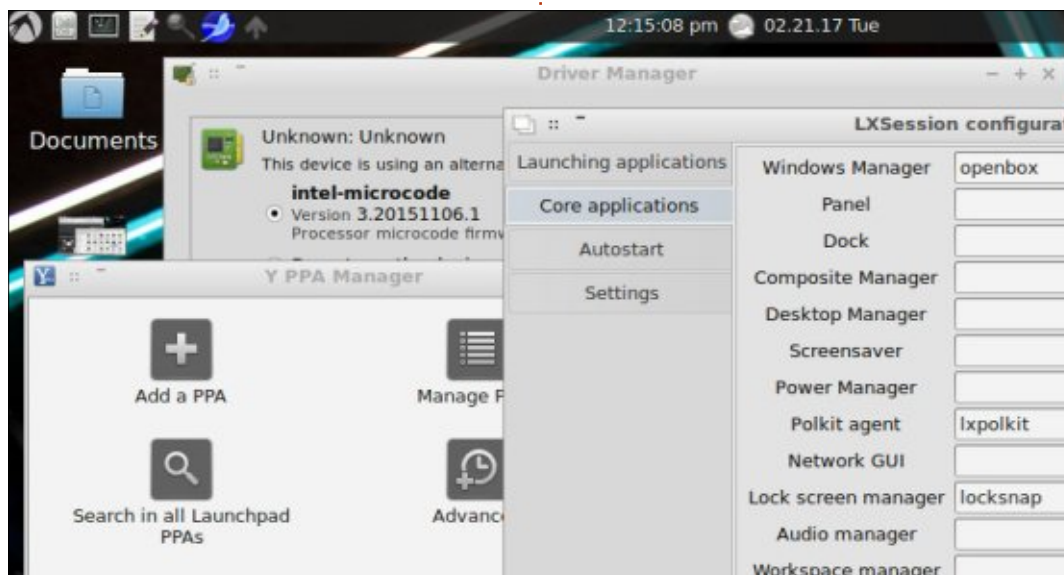 12:15:08 pm 02.21.17 Tue
Documents
Driver Manager
Unknown: Unknown
This device is using an alterna
intel-microcode
Version 3.20151106.1
Processor microcode firmw
Y PPA Manager
Add a PPA
Manage P
Search in all Launchpad
PPAs
Advance
LXSession configurat
Launching applications
Core applications
Autostart
Settings
Windows Manager openbox
Panel
Dock
Composite Manager
Desktop Manager
Screensaver
Power Manager
Polkit agent lxpolkit
Network GUI
Lock screen manager locksnap
Audio manager
Workspace manager